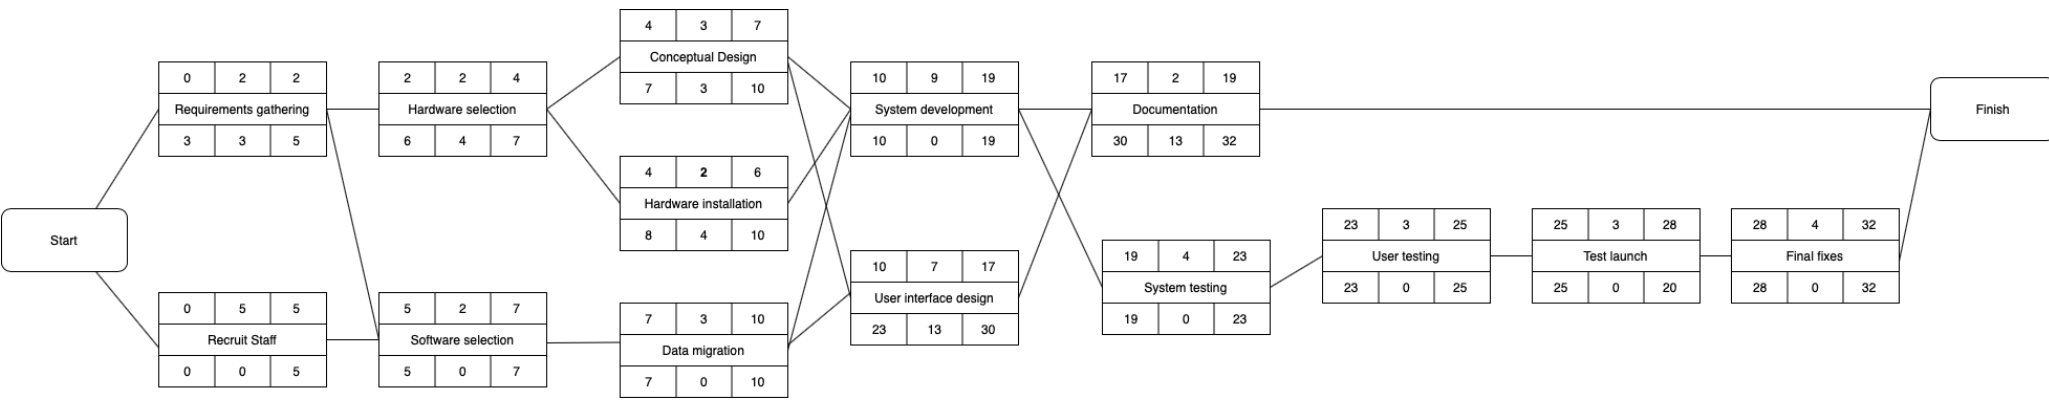 Start
0 2 2
Requirements gathering
3 3 5
0 5 5
Recruit Staff
0 0 5
2 2 4
Hardware selection
6 4 7
5 2 7
Software selection
5 0 7
4 3 7
Conceptual Design
7 3 10
4 2 6
Hardware installation
8 4 10
7 3 10
Data migration
7 0 10
10 9 19
System development
10 0 19
10 7 17
User interface design
23 13 30
17 2 19
Documentation
30 13 32
19 4 23
System testing
19 0 23
23 3 25
User testing
23 0 25
25 3 28
Test launch
25 0 20
28 4 32
Final fixes
28 0 32
Finish